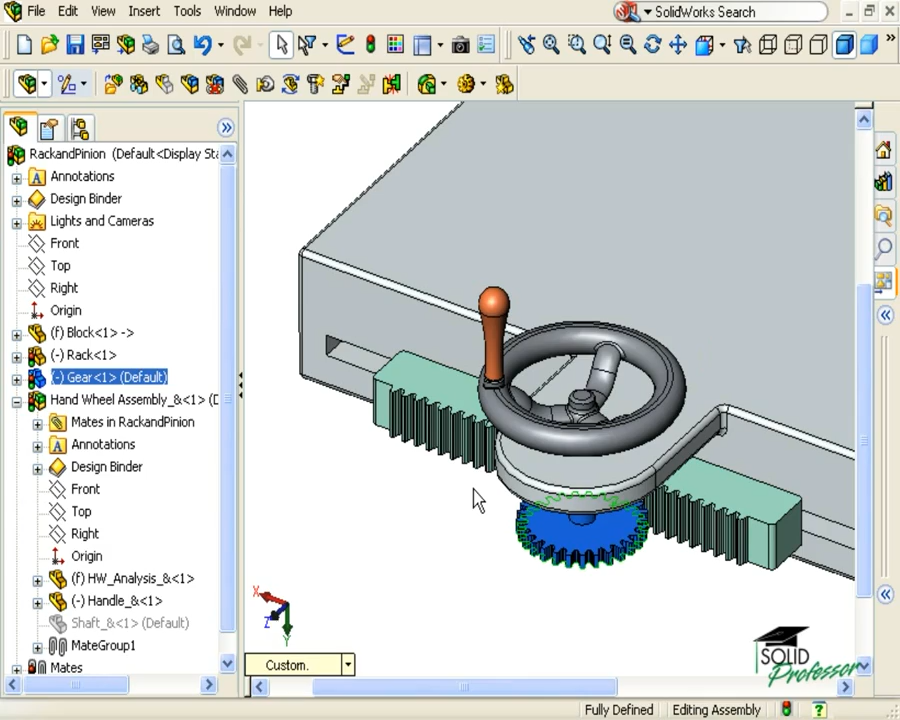 File Edit View Insert Tools Window Help
SolidWorks Search
RackandPinion (Default<Display Sta
Annotations
Design Binder
Lights and Cameras
Front
Top
Right
Origin
(f) Block<1> ->
(-) Rack<1>
(-) Gear<1> (Default)
Hand Wheel Assembly_&<1> (D
Mates in RackandPinion
Annotations
Design Binder
Front
Top
Right
Origin
(f) HW_Analysis_&<1>
(-) Handle_&<1>
Shaft_&<1> (Default)
MateGroup1
Mates
X
Z
Y
Custom.
SOLID
Professor
Fully Defined Editing Assembly